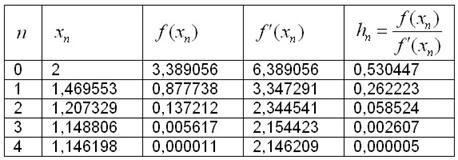 n x_n f(x_n) f′(x_n) h_n = f(x_n) / f′(x_n)
0 2 3,389056 6,389056 0,530447
1 1,469553 0,877738 3,347291 0,262223
2 1,207329 0,137212 2,344541 0,058524
3 1,148806 0,005617 2,154423 0,002607
4 1,146198 0,000011 2,146209 0,000005